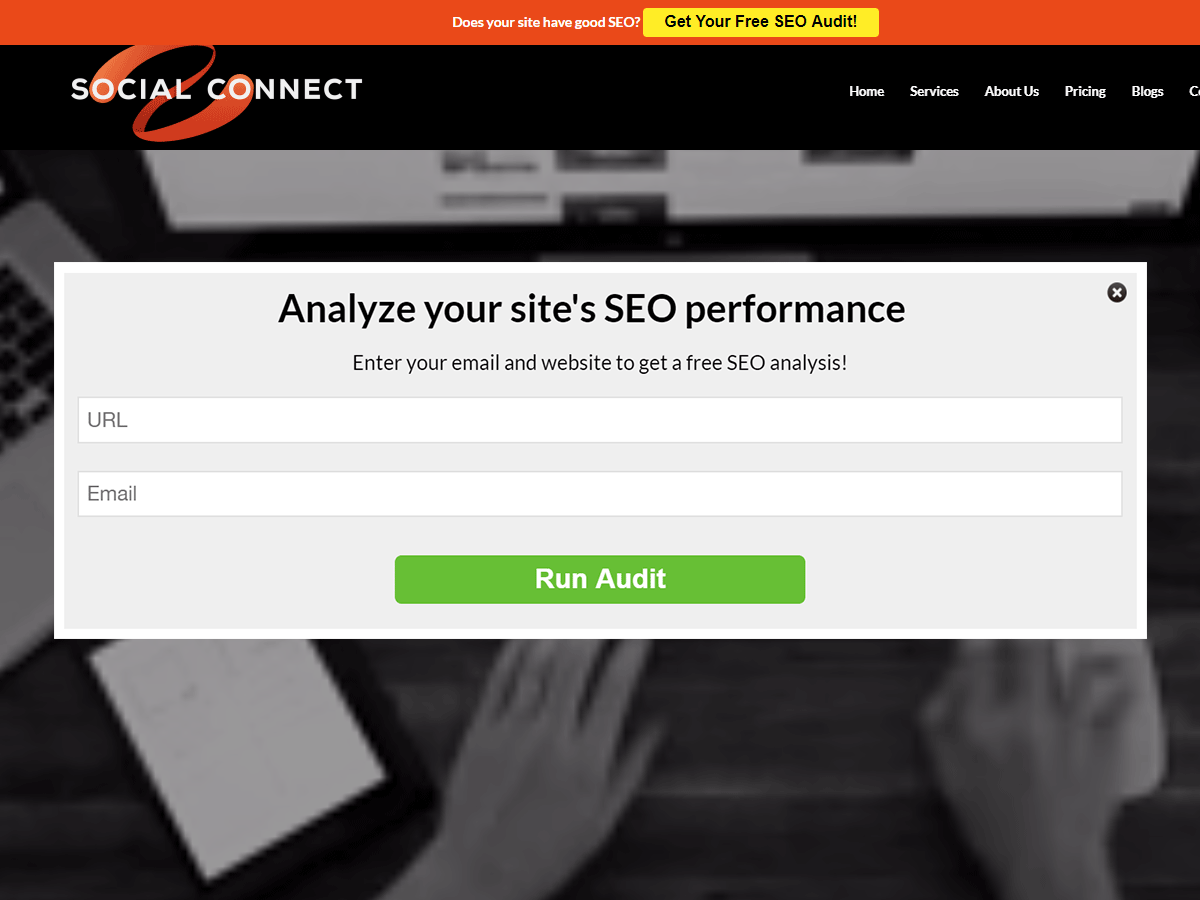 Does your site have good SEO? Get Your Free SEO Audit!
SOCIAL CONNECT
Home Services About Us Pricing Blogs
Analyze your site's SEO performance
Enter your email and website to get a free SEO analysis!
URL
Email
Run Audit